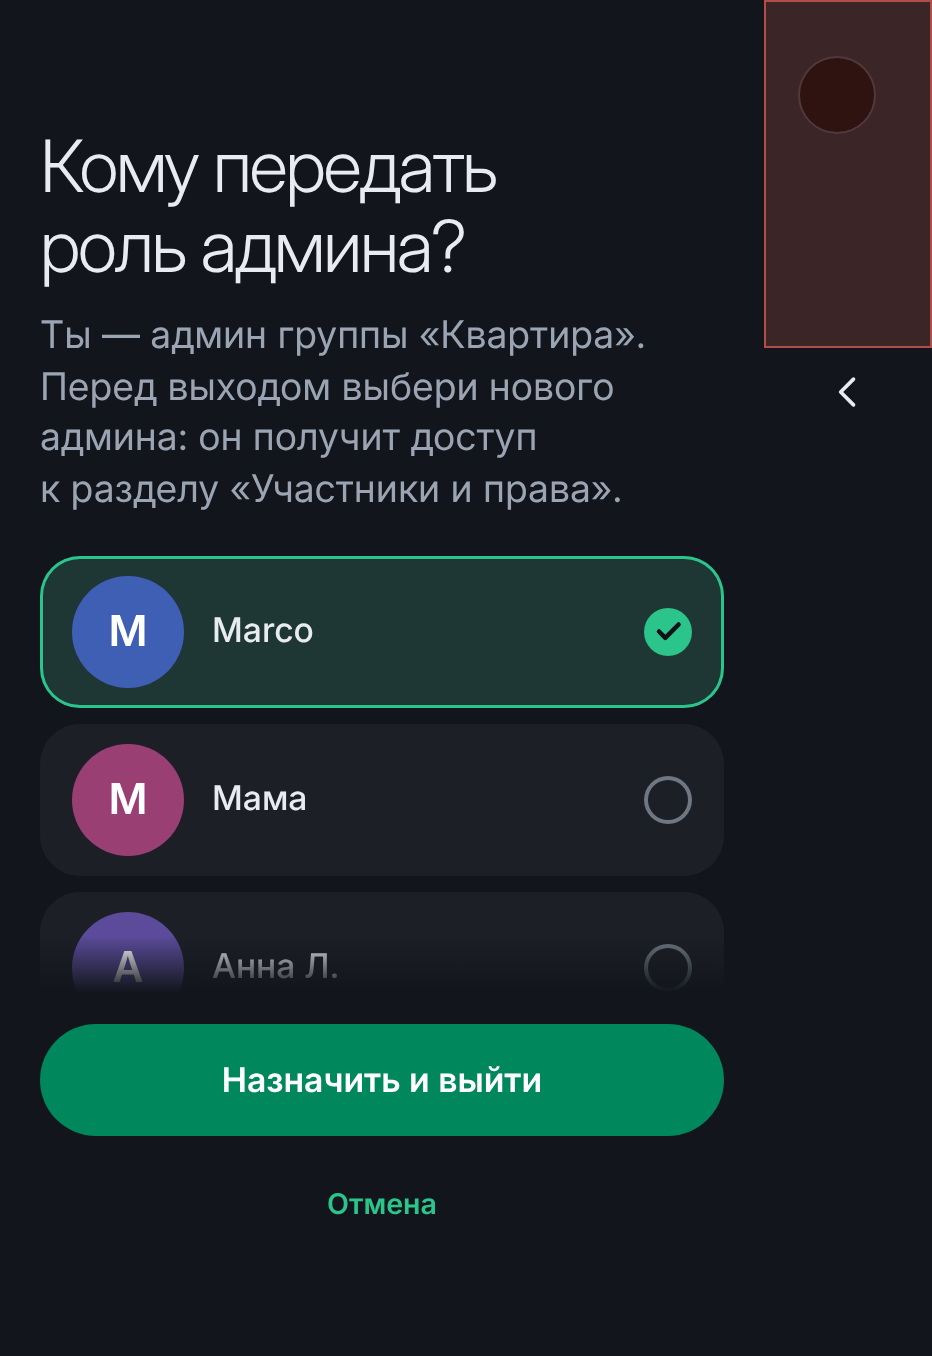 Кому передать
роль админа?
Ты — админ группы «Квартира».
Перед выходом выбери нового
админа: он получит доступ
к разделу «Участники и права».
M
Marco
М
Мама
А
Анна Л.
Назначить и выйти
Отмена